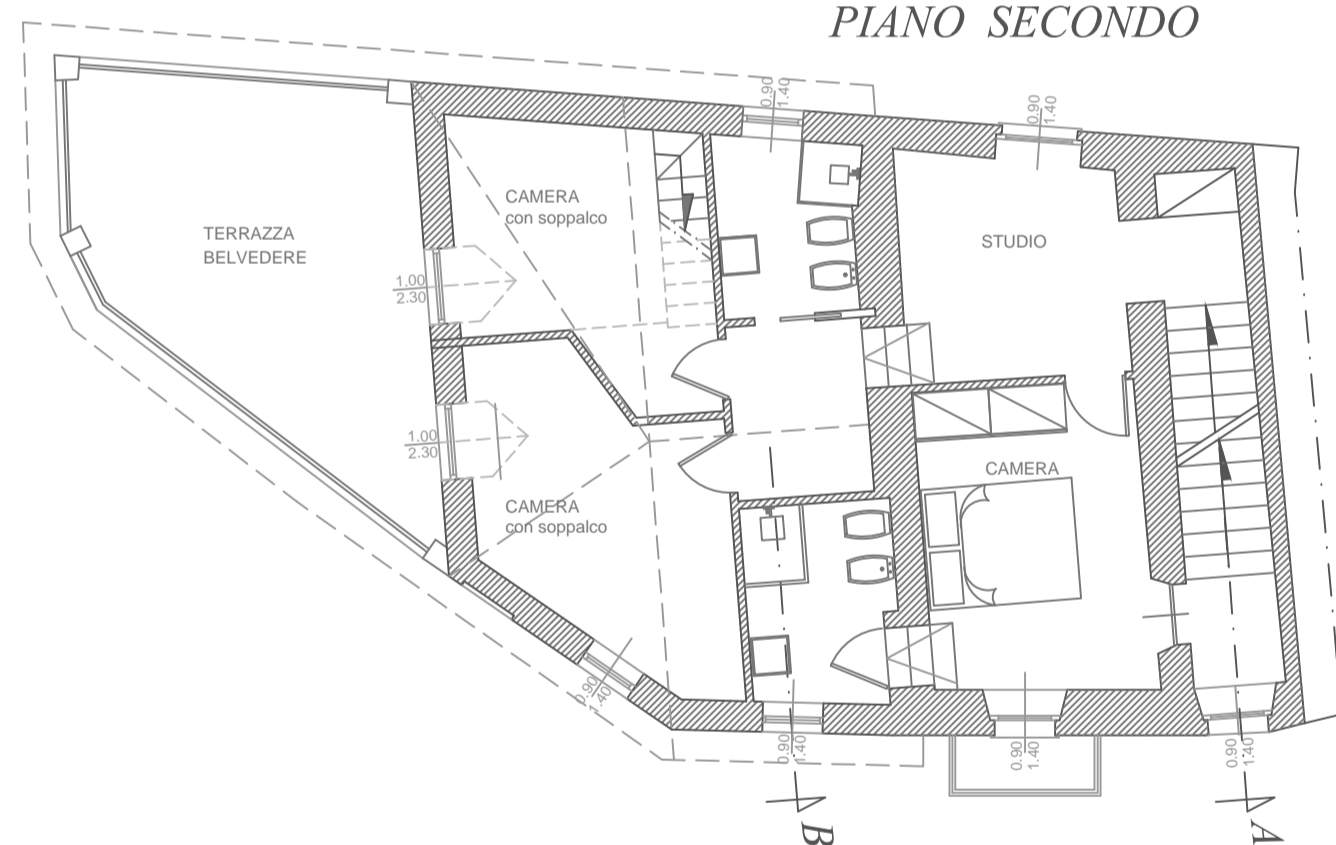 PIANO SECONDO
0.90
1.40
0.90
1.40
CAMERA
con soppalco
TERRAZZA
BELVEDERE
STUDIO
1.00
2.30
1.00
2.30
CAMERA
CAMERA
con soppalco
0.90
1.40
0.90
1.40
0.90
1.40
0.90
1.40
B
A